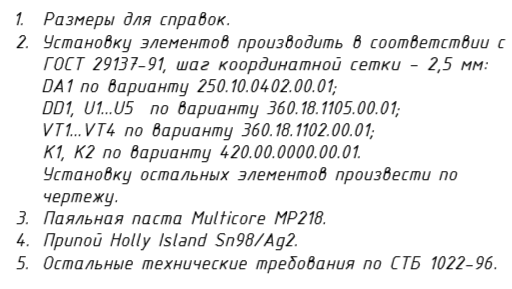 1. Размеры для справок.
2. Установку элементов производить в соответствии с
ГОСТ 29137-91, шаг координатной сетки - 2,5 мм:
DA1 по варианту 250.10.0402.00.01;
DD1, U1...U5 по варианту 360.18.1105.00.01;
VT1...VT4 по варианту 360.18.1102.00.01;
K1, K2 по варианту 420.00.0000.00.01.
Установку остальных элементов произвести по
чертежу.
3. Паяльная паста Multicore MP218.
4. Припой Holly Island Sn98/Ag2.
5. Остальные технические требования по СТБ 1022-96.